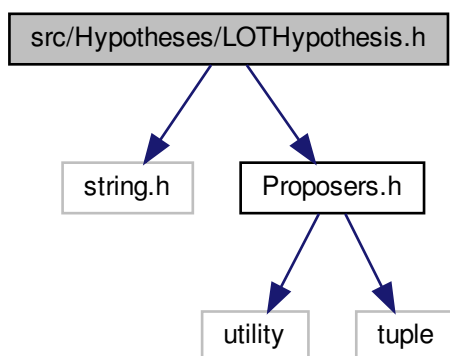 src/Hypotheses/LOTHypothesis.h
string.h
Proposers.h
utility
tuple